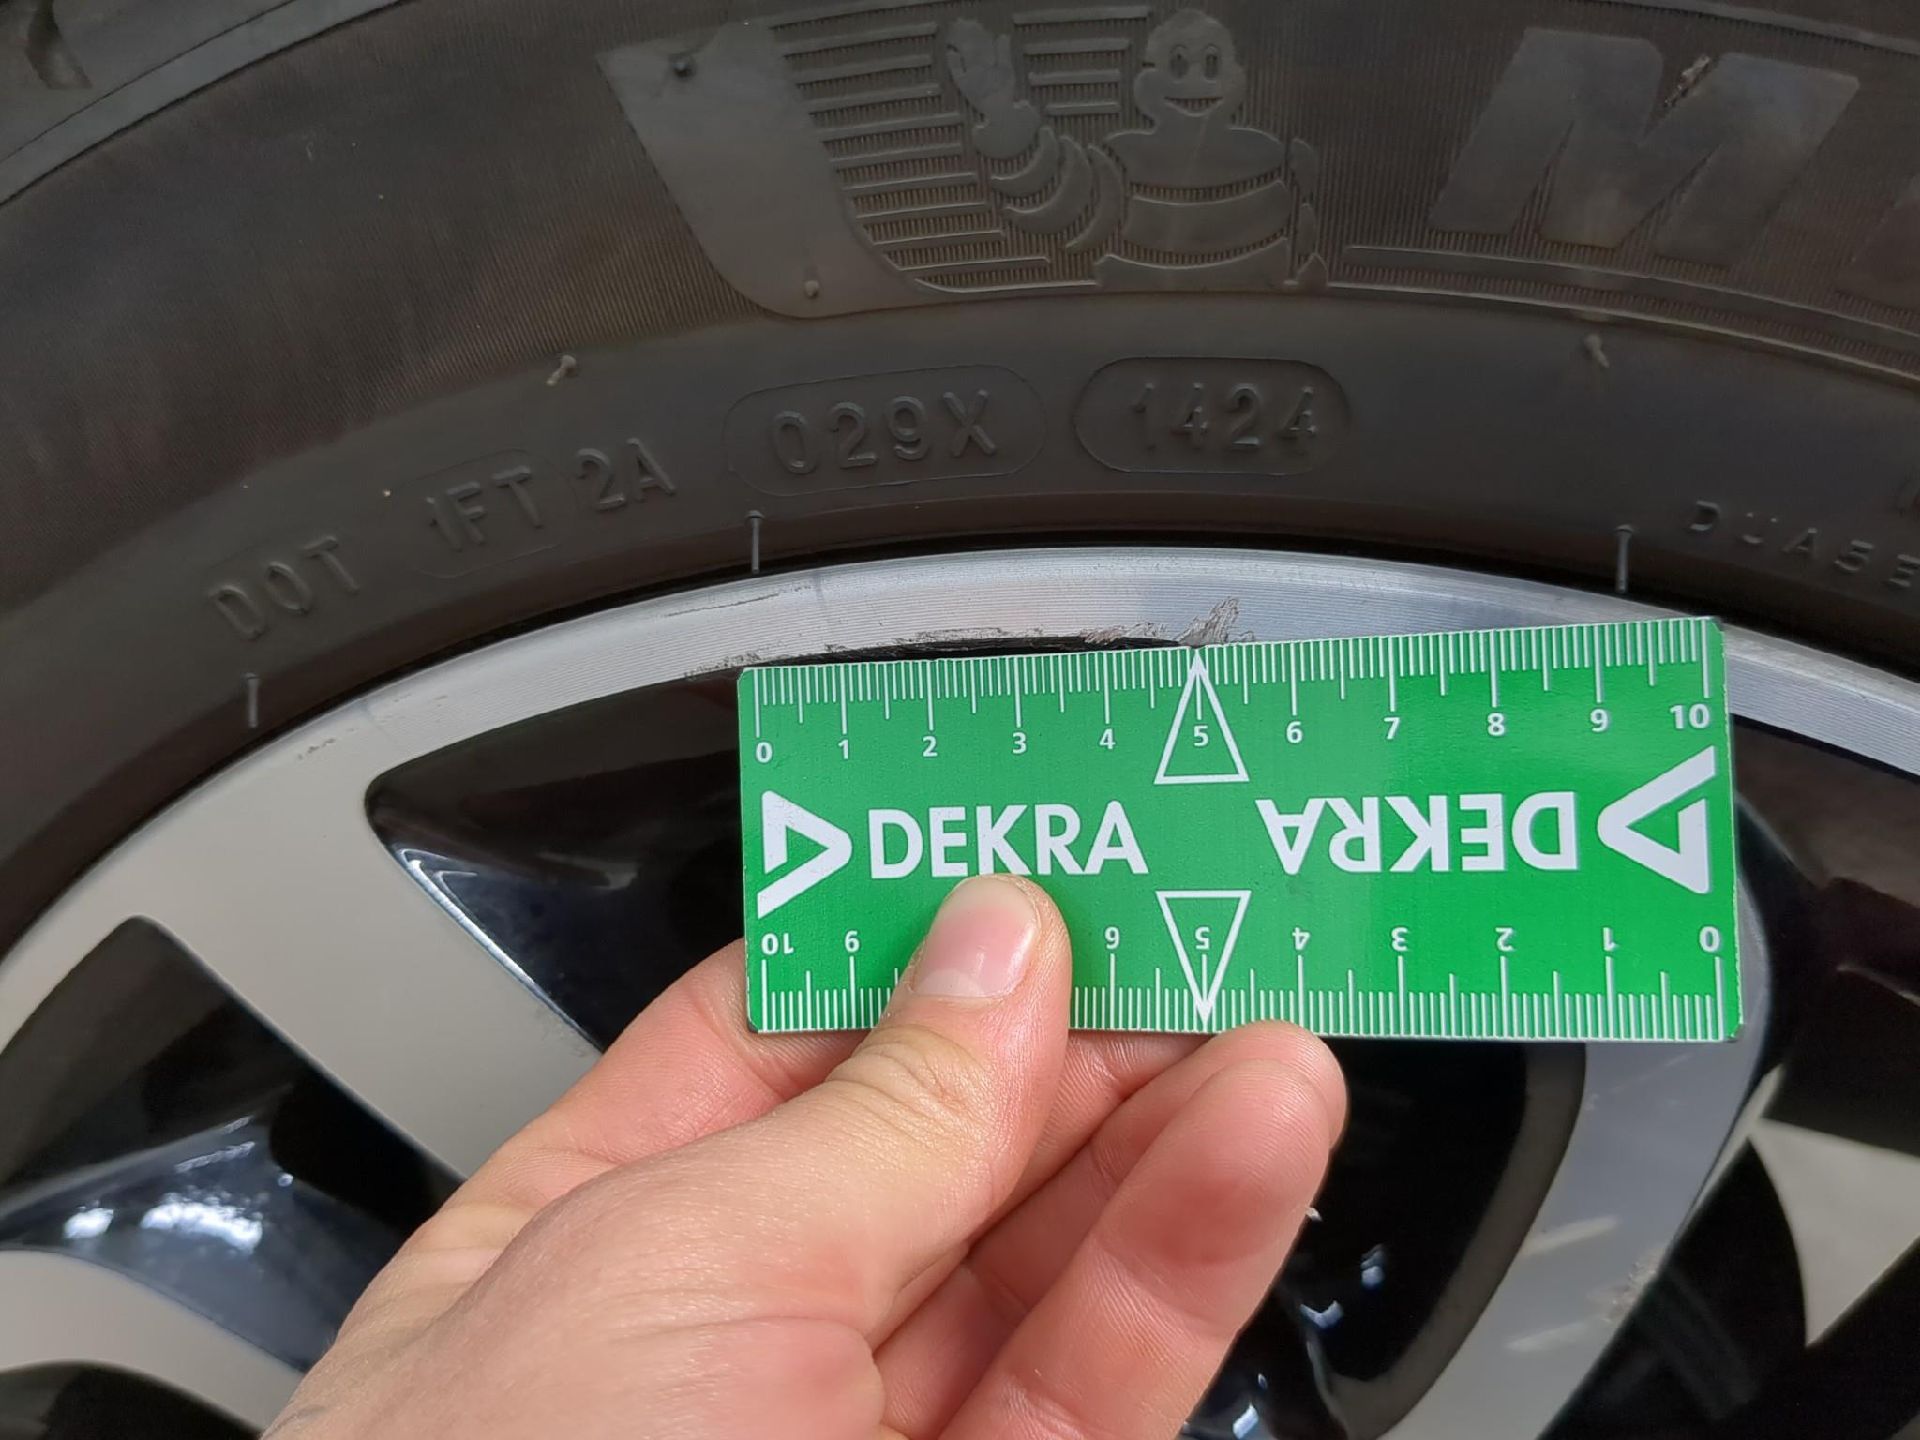 M
DOT 1FT 2A 029X 1424
DUA5E
0 1 2 3 4 5 6 7 8 9 10
DEKRA DEKRA
10 9 6 5 4 3 2 1 0